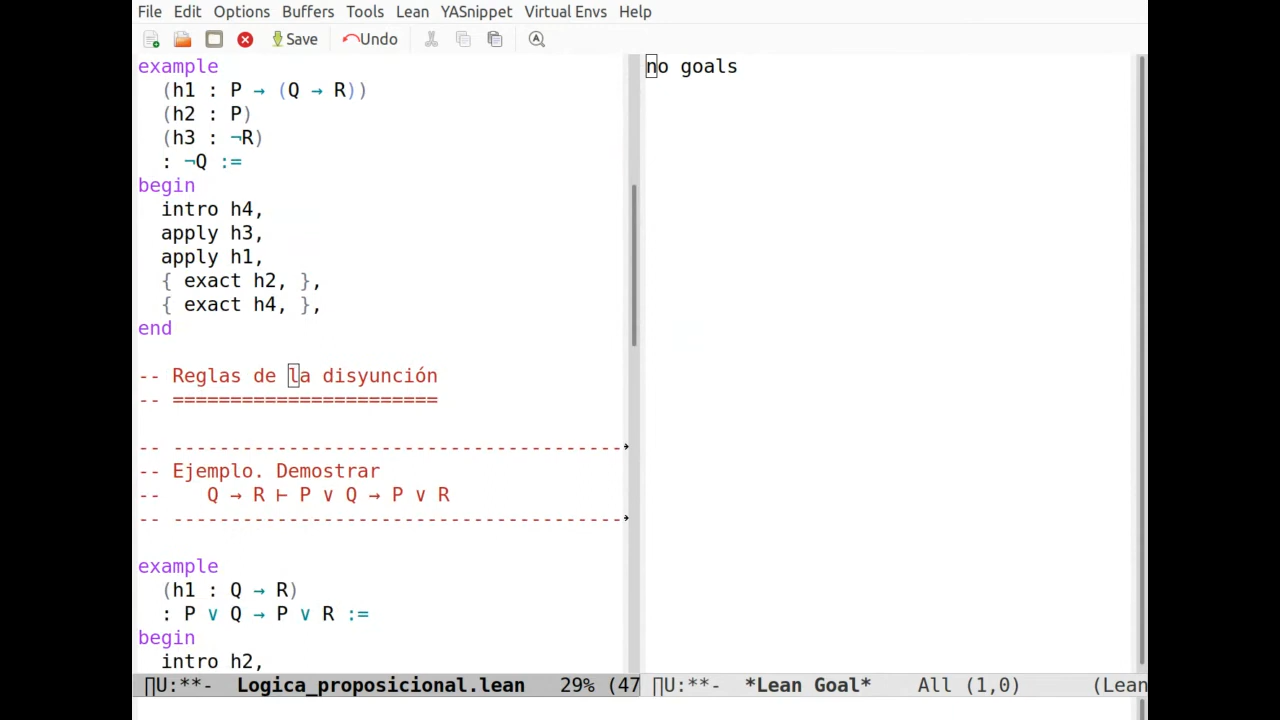 File Edit Options Buffers Tools Lean YASnippet Virtual Envs Help
Save Undo
example
(h1 : P → (Q → R))
(h2 : P)
(h3 : ¬R)
: ¬Q :=
begin
intro h4,
apply h3,
apply h1,
{ exact h2, },
{ exact h4, },
end
-- Reglas de la disyunción
-- =======================
-- ---------------------------------------
-- Ejemplo. Demostrar
--    Q → R ⊢ P ∨ Q → P ∨ R
-- ---------------------------------------
example
(h1 : Q → R)
: P ∨ Q → P ∨ R :=
begin
intro h2,
U:**-  Logica_proposicional.lean   29% (47
no goals
U:**-  *Lean Goal*    All (1,0)      (Lean